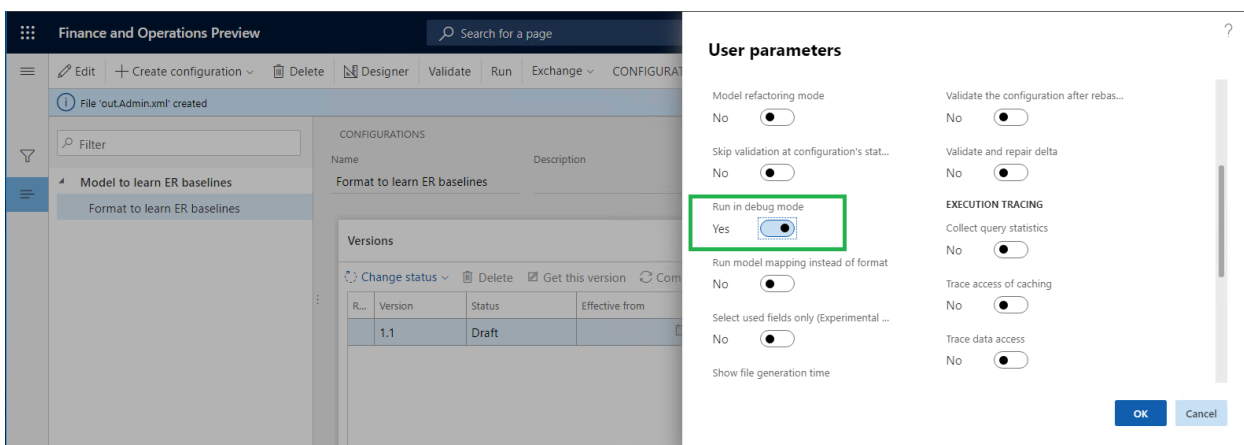 Finance and Operations Preview
Search for a page
Edit
Create configuration
Delete
Designer
Validate
Run
Exchange
CONFIGURAT
File 'out.Admin.xml' created
Filter
Model to learn ER baselines
Format to learn ER baselines
CONFIGURATIONS
Name
Description
Format to learn ER baselines
Versions
Change status
Delete
Get this version
Com
R...
Version
Status
Effective from
1.1
Draft
?
User parameters
Model refactoring mode
No
Skip validation at configuration's stat...
No
Run in debug mode
Yes
Run model mapping instead of format
No
Select used fields only (Experimental ...
No
Show file generation time
Validate the configuration after rebas...
No
Validate and repair delta
No
EXECUTION TRACING
Collect query statistics
No
Trace access of caching
No
Trace data access
No
OK
Cancel